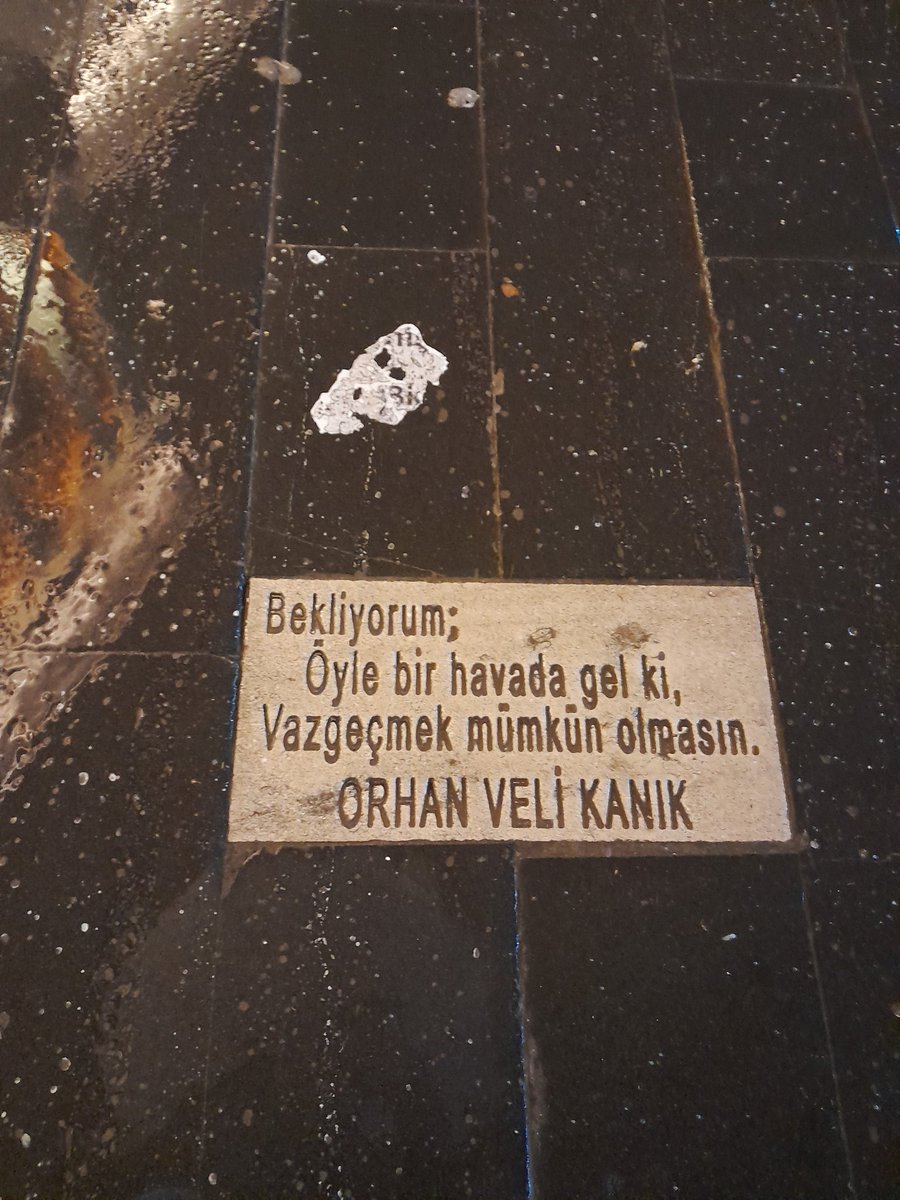 Bekliyorum;
Öyle bir havada gel ki,
Vazgeçmek mümkün olmasın.
ORHAN VELİ KANIK